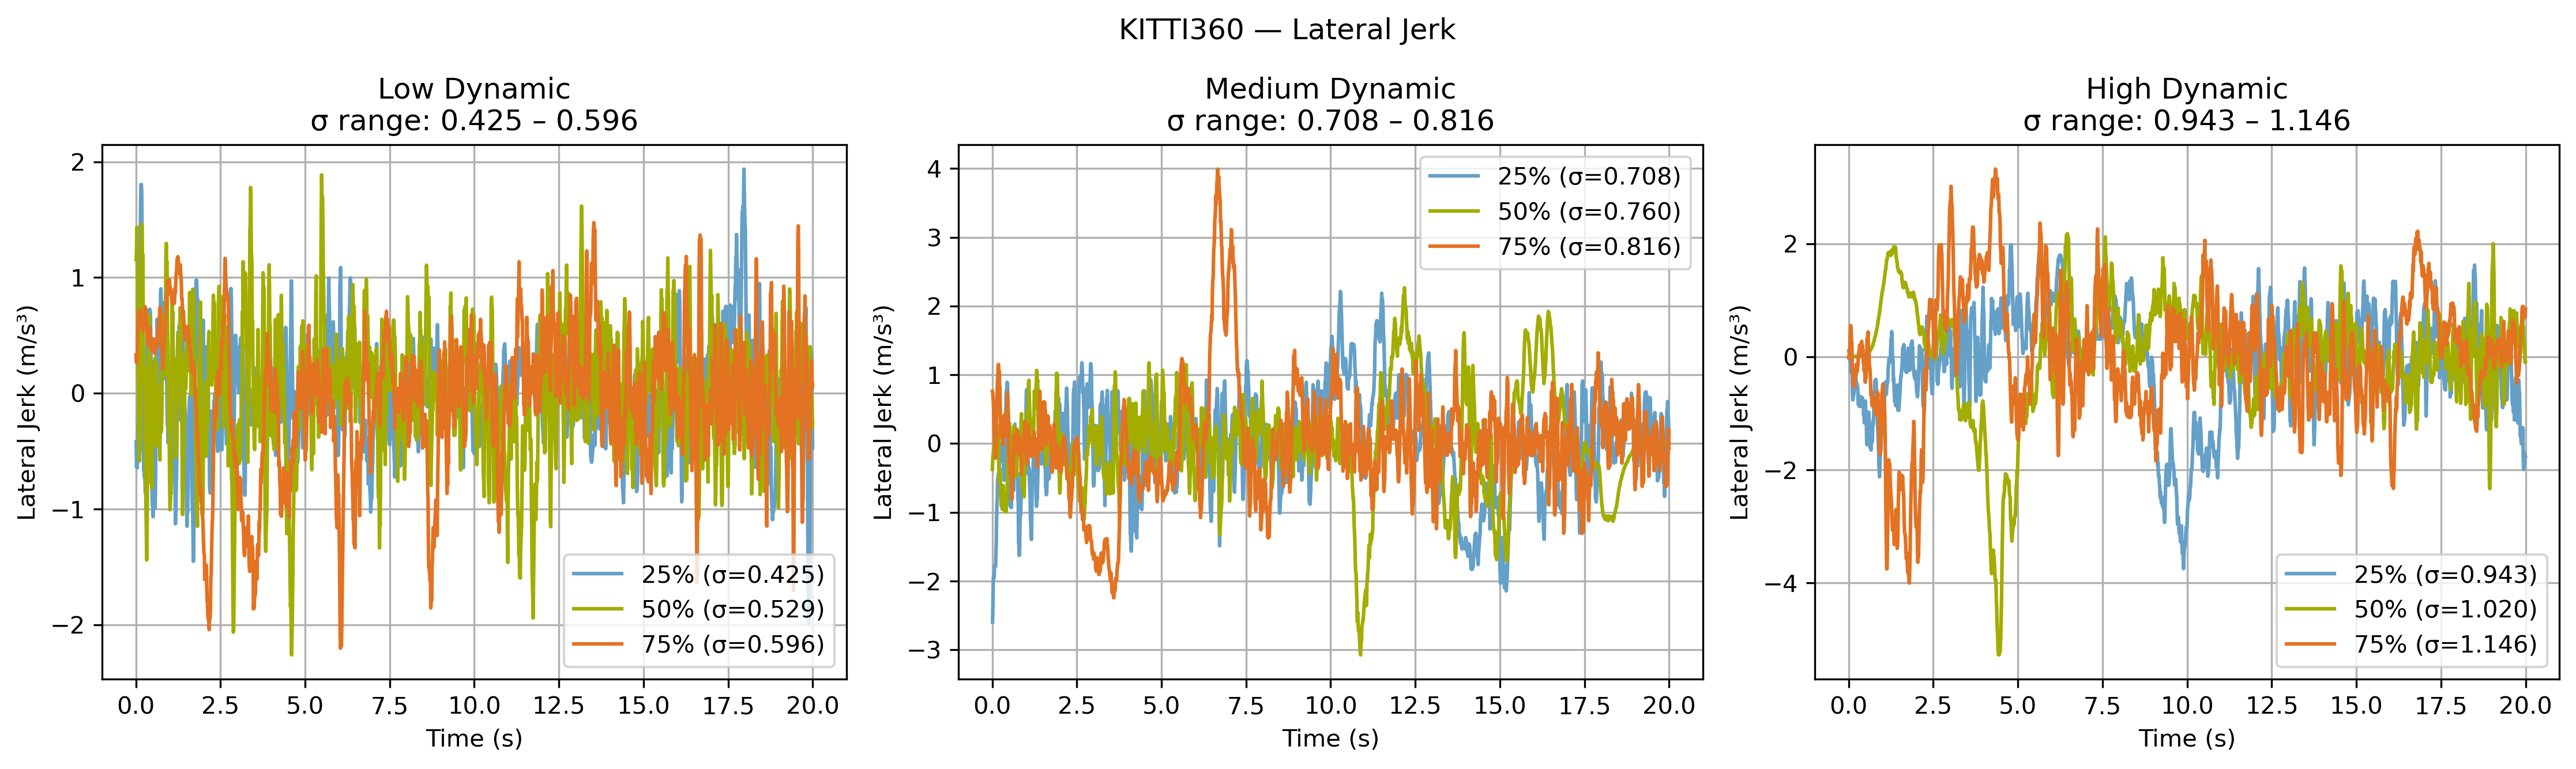 KITTI360 — Lateral Jerk
Low Dynamic
σ range: 0.425 – 0.596
Lateral Jerk (m/s³)
2
1
0
−1
−2
25% (σ=0.425)
50% (σ=0.529)
75% (σ=0.596)
0.0 2.5 5.0 7.5 10.0 12.5 15.0 17.5 20.0
Time (s)
Medium Dynamic
σ range: 0.708 – 0.816
Lateral Jerk (m/s³)
4
3
2
1
0
−1
−2
−3
25% (σ=0.708)
50% (σ=0.760)
75% (σ=0.816)
0.0 2.5 5.0 7.5 10.0 12.5 15.0 17.5 20.0
Time (s)
High Dynamic
σ range: 0.943 – 1.146
Lateral Jerk (m/s³)
2
0
−2
−4
25% (σ=0.943)
50% (σ=1.020)
75% (σ=1.146)
0.0 2.5 5.0 7.5 10.0 12.5 15.0 17.5 20.0
Time (s)